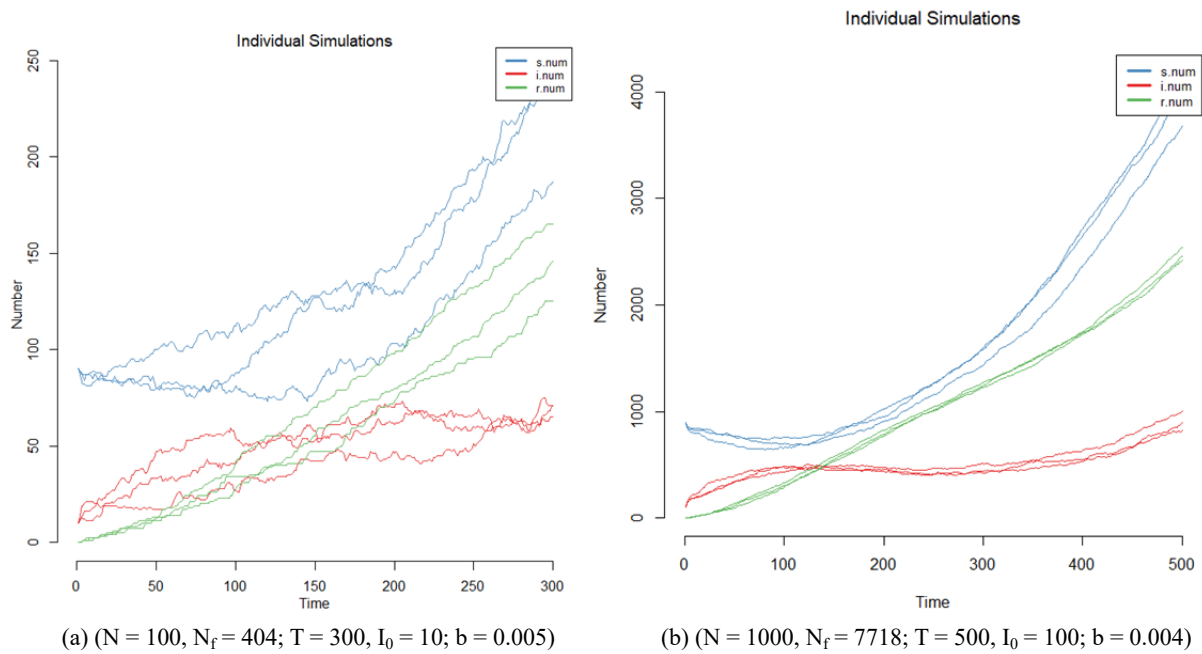 Individual Simulations
s.num
i.num
r.num
Number
250
200
150
100
50
0
0 50 100 150 200 250 300
Time
(a) (N = 100, Nf = 404; T = 300, I0 = 10; b = 0.005)
Individual Simulations
s.num
i.num
r.num
Number
4000
3000
2000
1000
0
0 100 200 300 400 500
Time
(b) (N = 1000, Nf = 7718; T = 500, I0 = 100; b = 0.004)